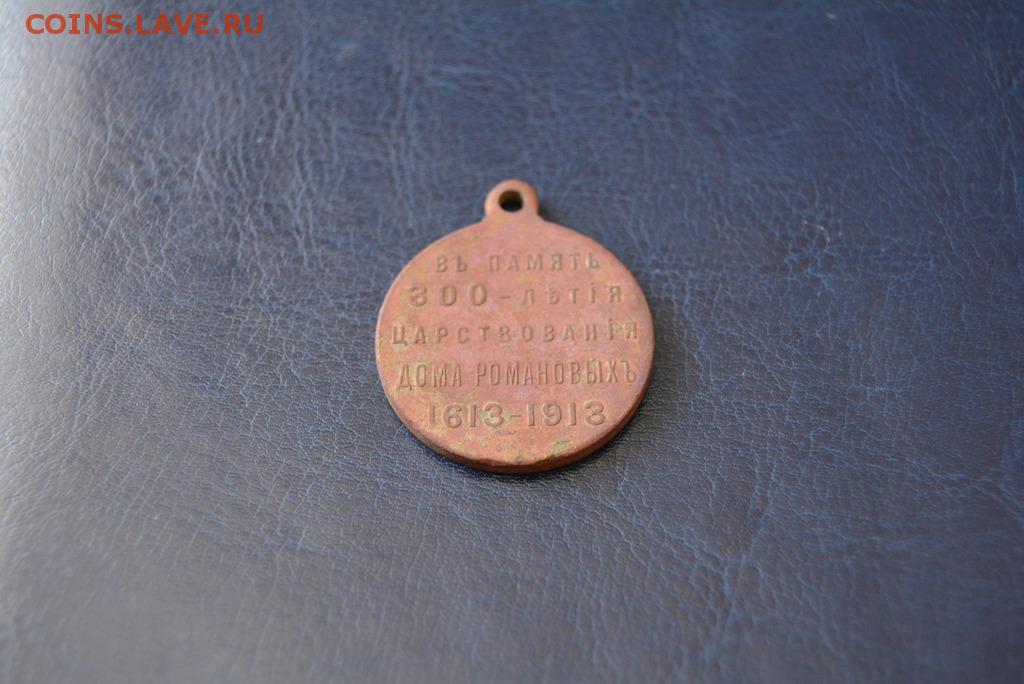 COINS.LAVE.RU
ВЪ ПАМЯТЬ
300-лѢТІЯ
ЦАРСТВОВАНІЯ
ДОМА РОМАНОВЫХЪ
1613-1913